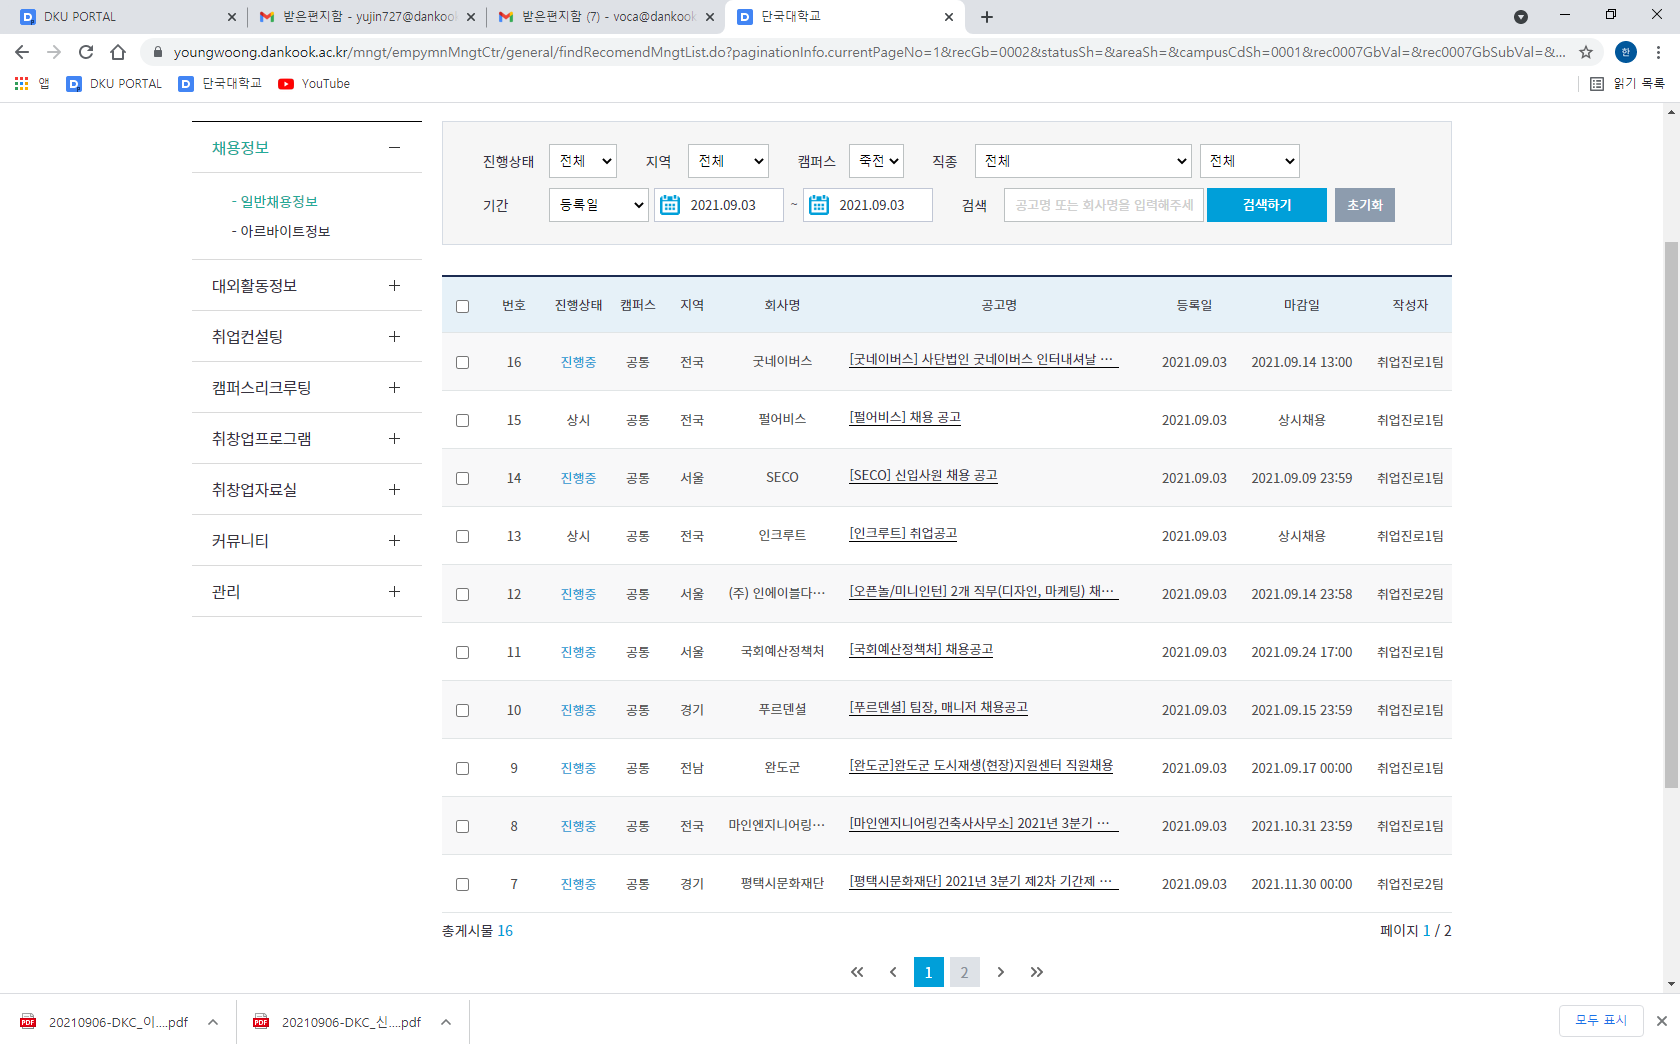 DKU PORTAL
받은편지함 - yujin727@dankook
받은편지함 (7) - voca@dankook
단국대학교
youngwoong.dankook.ac.kr/mngt/empymnMngtCtr/general/findRecomendMngtList.do?paginationInfo.currentPageNo=1&recGb=0002&statusSh=&areaSh=&campusCdSh=0001&rec0007GbVal=&rec0007GbSubVal=&...
한
앱 DKU PORTAL 단국대학교 YouTube 읽기 목록
채용정보
- 일반채용정보
- 아르바이트정보
대외활동정보
취업컨설팅
캠퍼스리크루팅
취창업프로그램
취창업자료실
커뮤니티
관리
진행상태 전체 지역 전체 캠퍼스 죽전 직종 전체 전체
기간 등록일 2021.09.03 ~ 2021.09.03 검색 공고명 또는 회사명을 입력해주세 검색하기 초기화
번호 진행상태 캠퍼스 지역 회사명 공고명 등록일 마감일 작성자
16 진행중 공통 전국 굿네이버스 [굿네이버스] 사단법인 굿네이버스 인터내셔날 ··· 2021.09.03 2021.09.14 13:00 취업진로1팀
15 상시 공통 전국 펄어비스 [펄어비스] 채용 공고 2021.09.03 상시채용 취업진로1팀
14 진행중 공통 서울 SECO [SECO] 신입사원 채용 공고 2021.09.03 2021.09.09 23:59 취업진로1팀
13 상시 공통 전국 인크루트 [인크루트] 취업공고 2021.09.03 상시채용 취업진로1팀
12 진행중 공통 서울 (주) 인에이블다··· [오픈놀/미니인턴] 2개 직무(디자인, 마케팅) 채··· 2021.09.03 2021.09.14 23:58 취업진로2팀
11 진행중 공통 서울 국회예산정책처 [국회예산정책처] 채용공고 2021.09.03 2021.09.24 17:00 취업진로1팀
10 진행중 공통 경기 푸르덴셜 [푸르덴셜] 팀장, 매니저 채용공고 2021.09.03 2021.09.15 23:59 취업진로1팀
9 진행중 공통 전남 완도군 [완도군]완도군 도시재생(현장)지원센터 직원채용 2021.09.03 2021.09.17 00:00 취업진로1팀
8 진행중 공통 전국 마인엔지니어링··· [마인엔지니어링건축사사무소] 2021년 3분기 ··· 2021.09.03 2021.10.31 23:59 취업진로1팀
7 진행중 공통 경기 평택시문화재단 [평택시문화재단] 2021년 3분기 제2차 기간제 ··· 2021.09.03 2021.11.30 00:00 취업진로2팀
총게시물 16 페이지 1 / 2
1 2
20210906-DKC_이....pdf 20210906-DKC_신....pdf 모두 표시